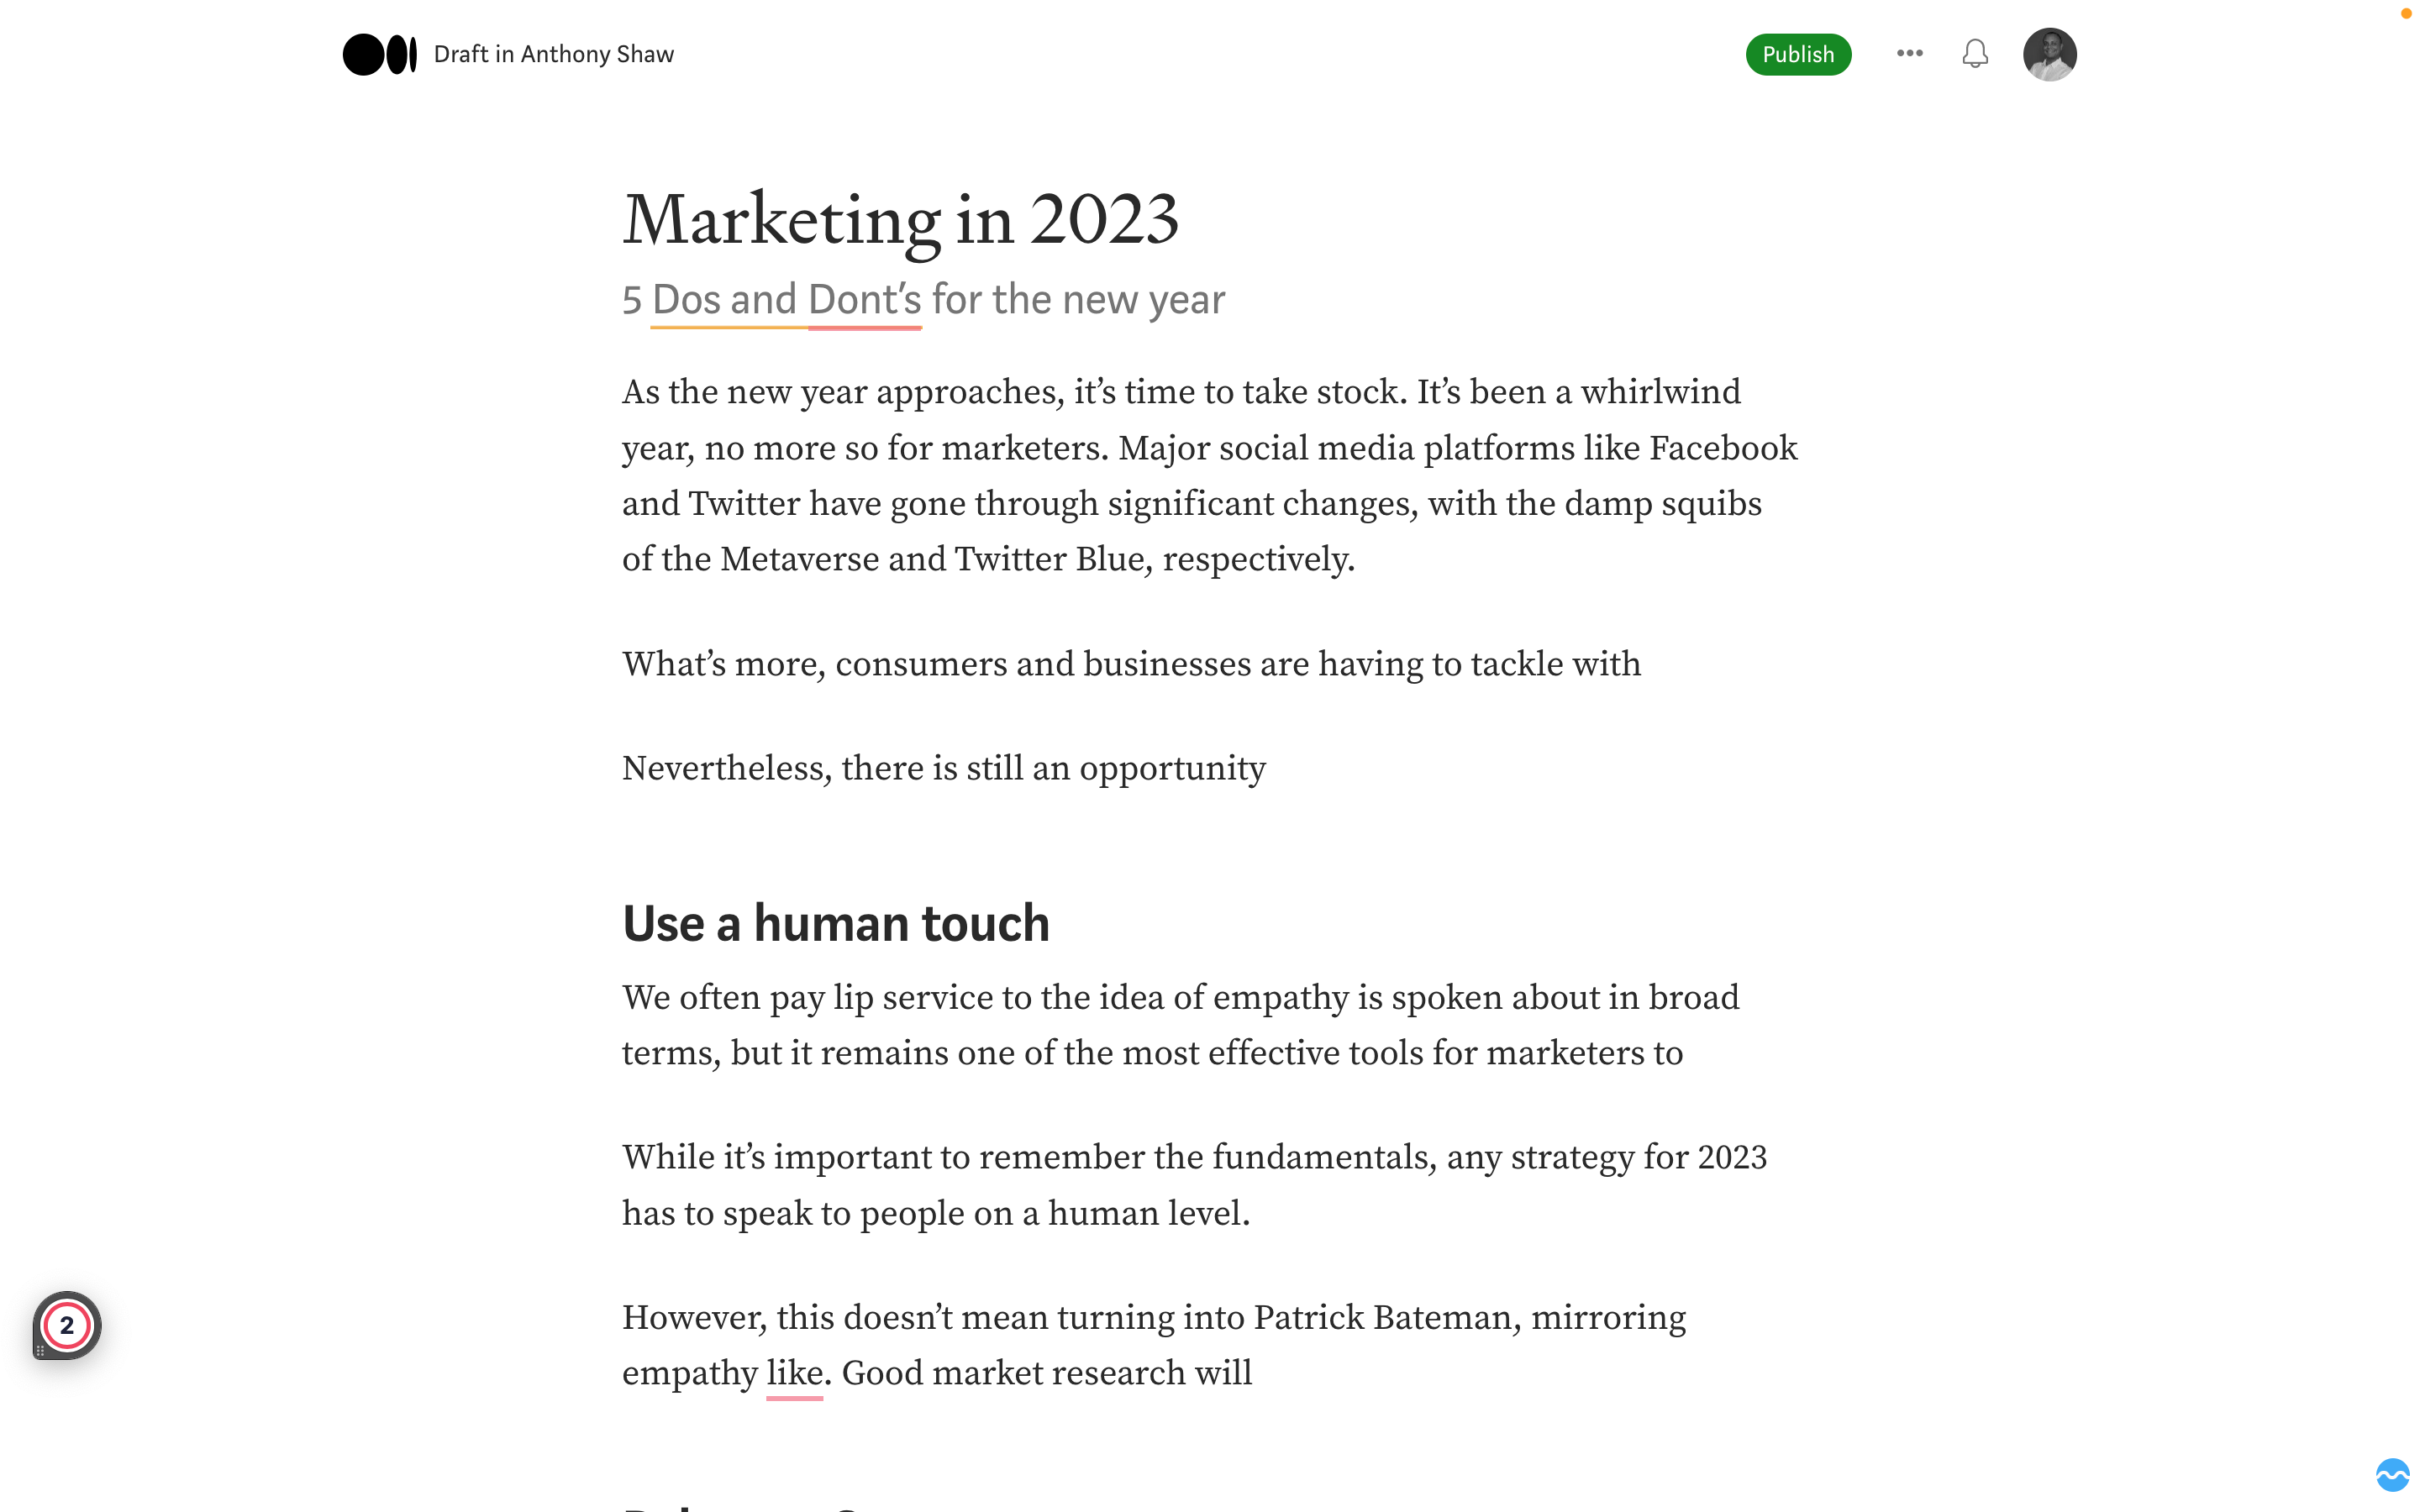 Draft in Anthony Shaw
Publish
Marketing in 2023
5 Dos and Dont’s for the new year
As the new year approaches, it’s time to take stock. It’s been a whirlwind
year, no more so for marketers. Major social media platforms like Facebook
and Twitter have gone through significant changes, with the damp squibs
of the Metaverse and Twitter Blue, respectively.
What’s more, consumers and businesses are having to tackle with
Nevertheless, there is still an opportunity
Use a human touch
We often pay lip service to the idea of empathy is spoken about in broad
terms, but it remains one of the most effective tools for marketers to
While it’s important to remember the fundamentals, any strategy for 2023
has to speak to people on a human level.
However, this doesn’t mean turning into Patrick Bateman, mirroring
empathy like. Good market research will
2